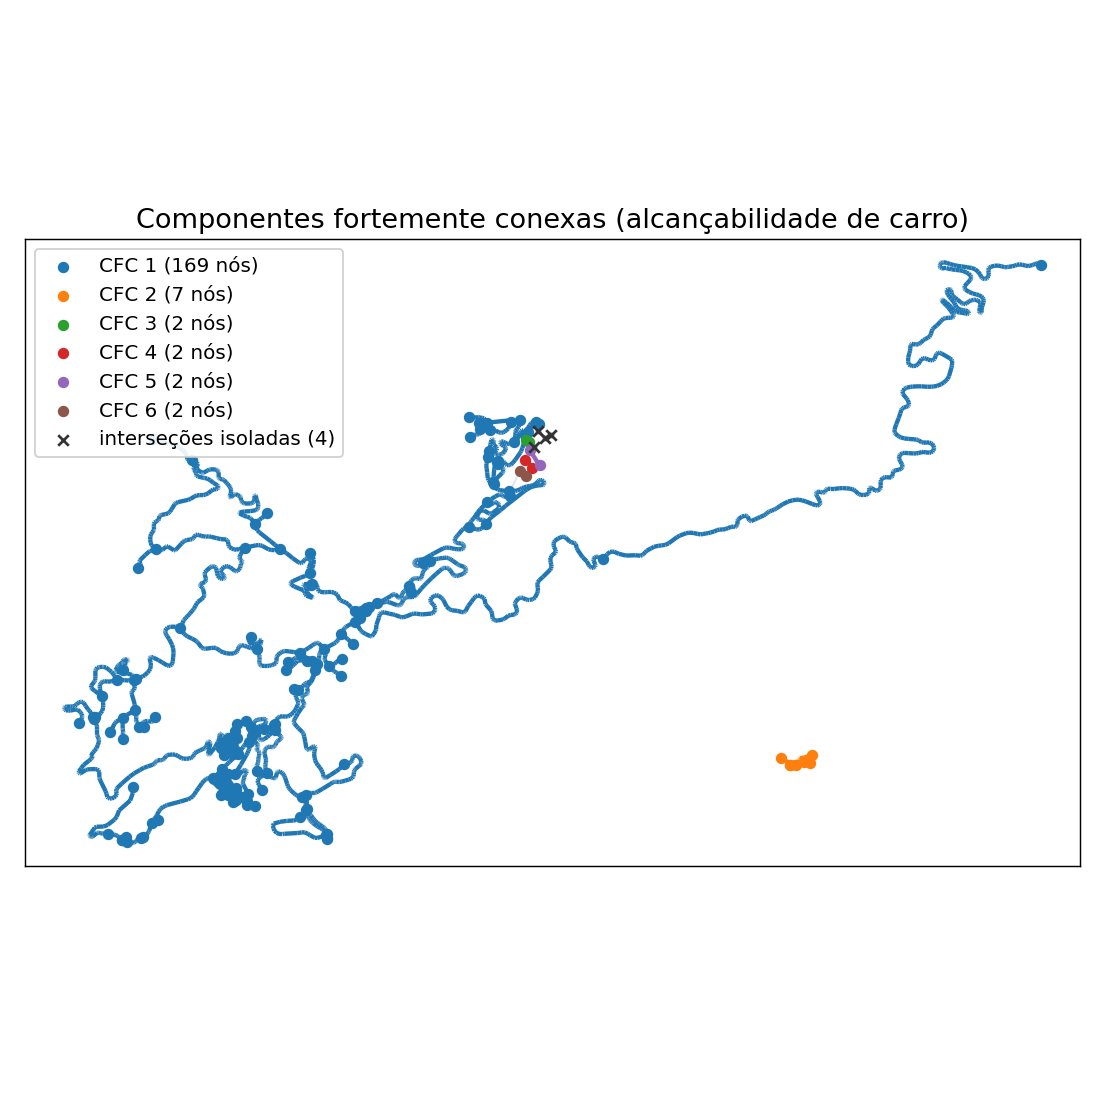 Componentes fortemente conexas (alcançabilidade de carro)
CFC 1 (169 nós)
CFC 2 (7 nós)
CFC 3 (2 nós)
CFC 4 (2 nós)
CFC 5 (2 nós)
CFC 6 (2 nós)
interseções isoladas (4)